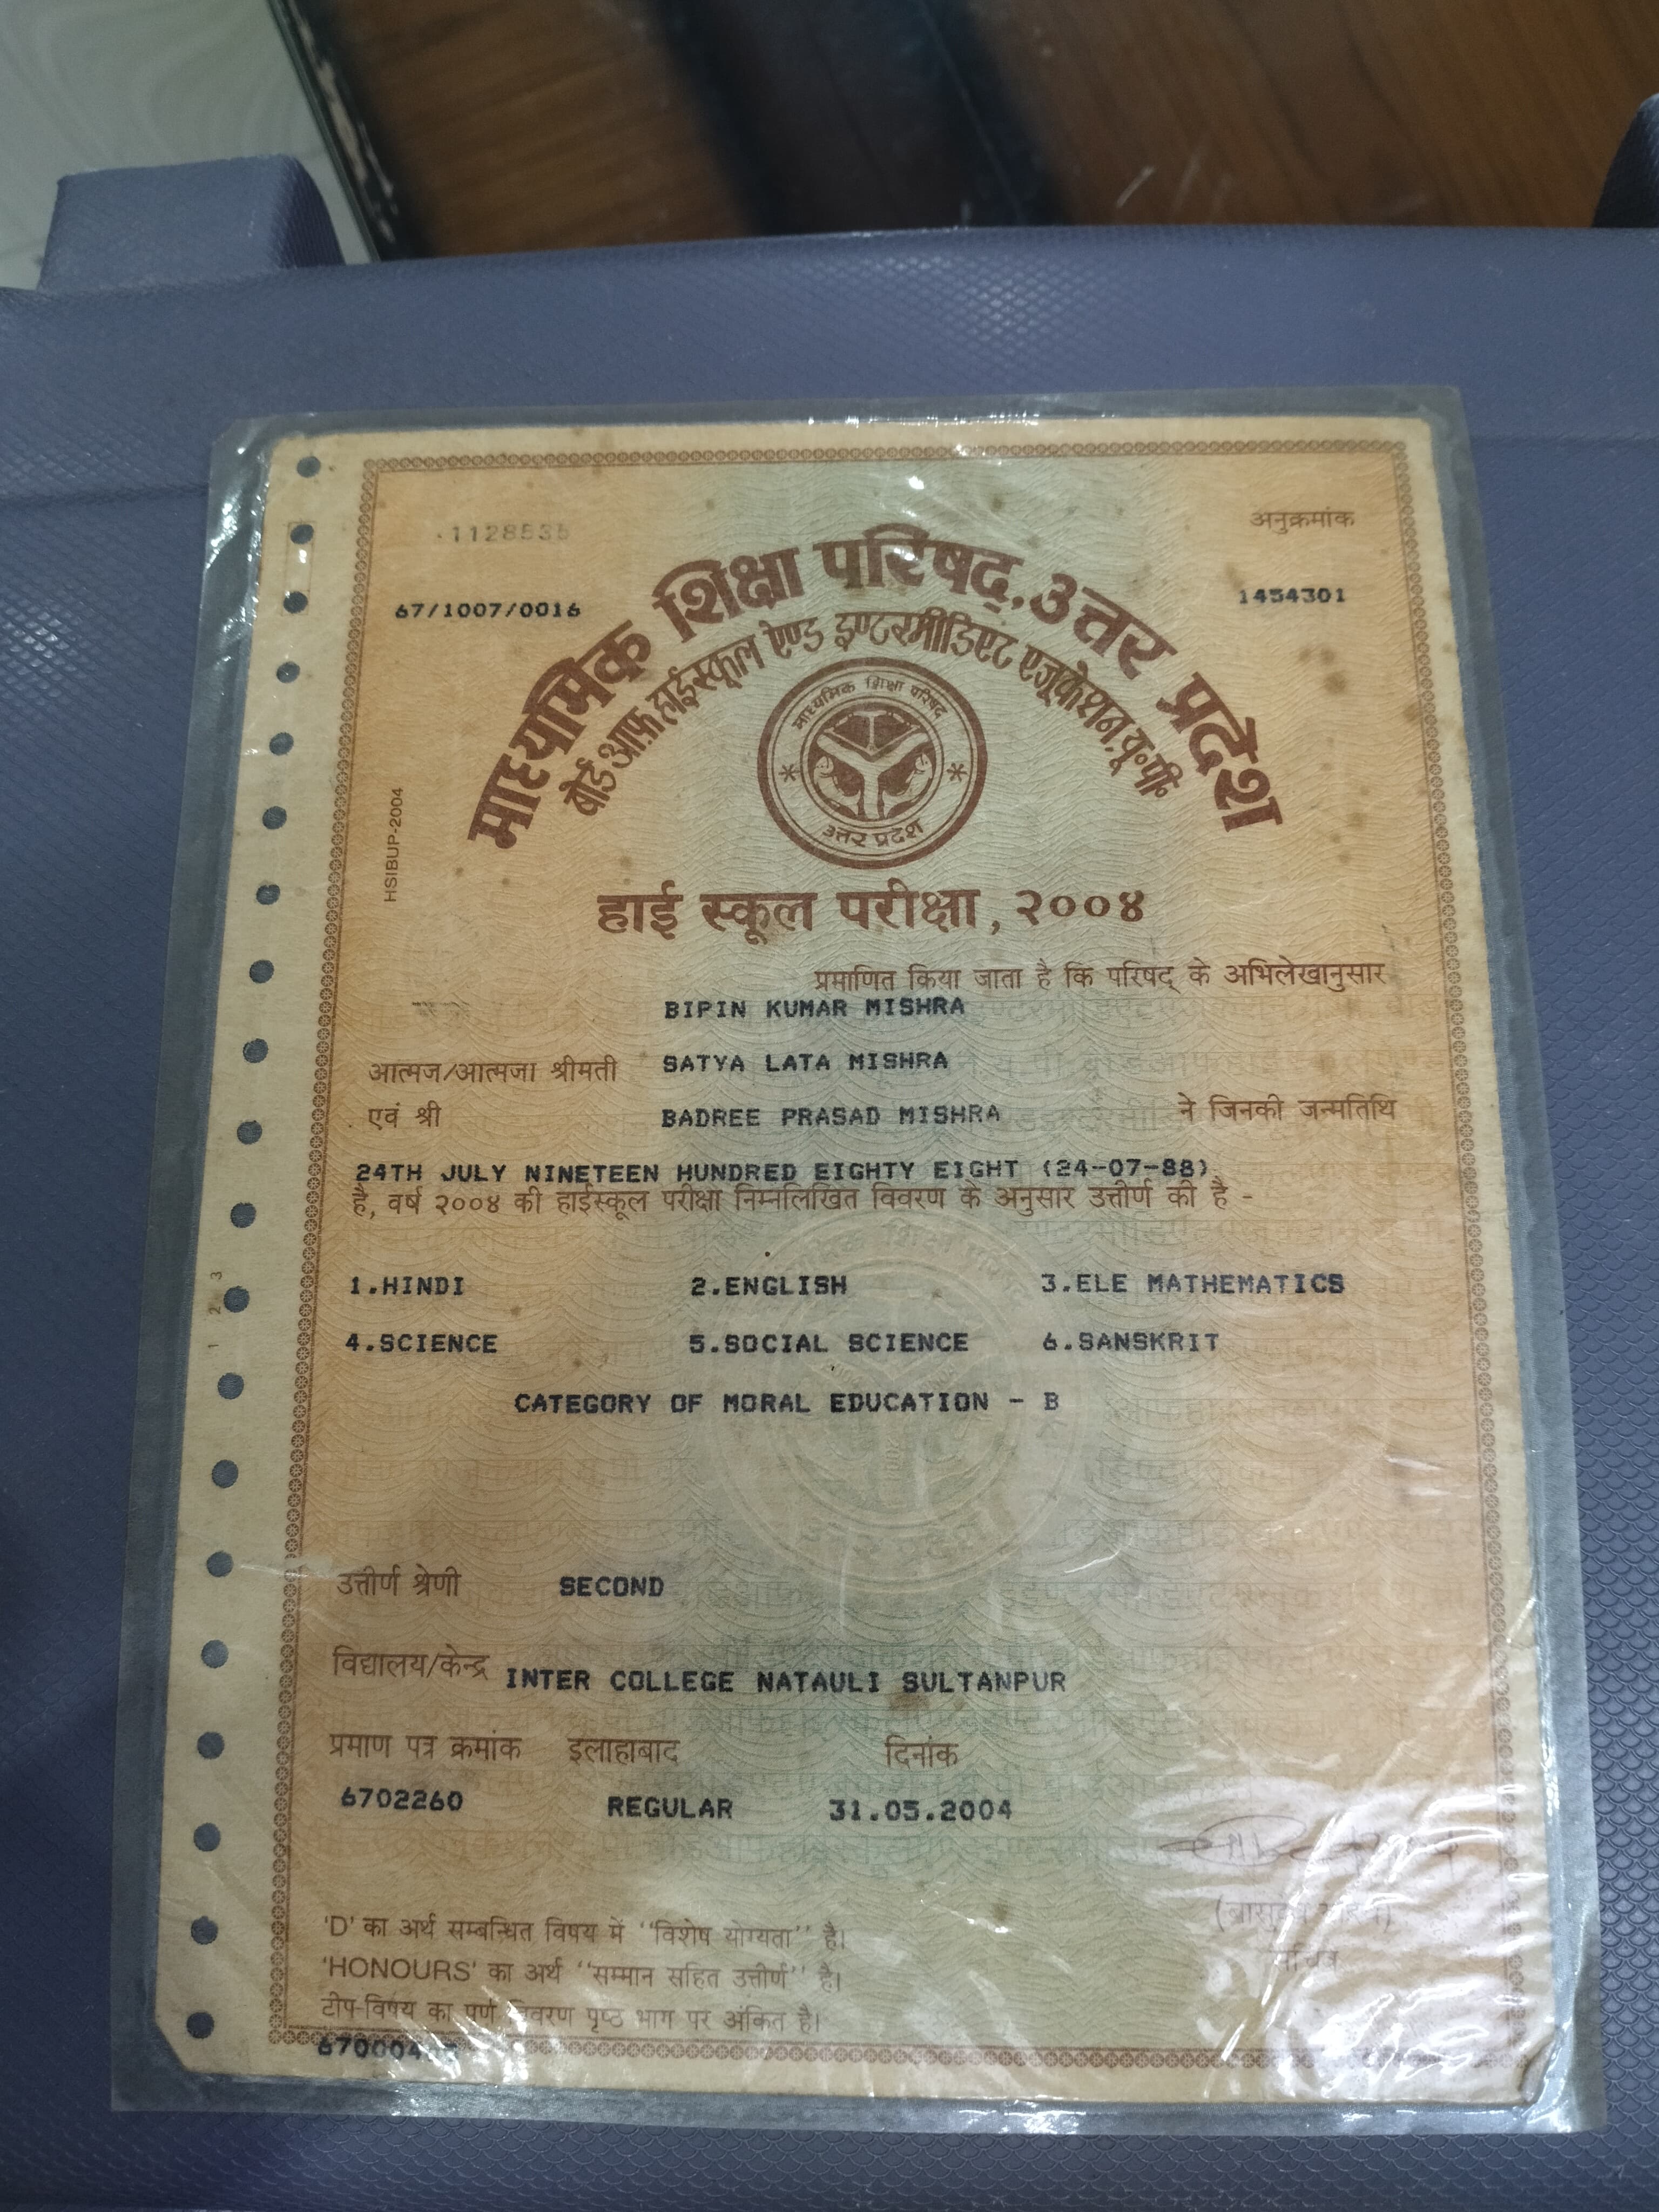 अनुक्रमांक
67/1007/0016
1454301
माध्यमिक शिक्षा परिषद्, उत्तर प्रदेश
बोर्ड आफ़ हाईस्कूल ऐण्ड इण्टरमीडिएट एजूकेशन, यू॰पी॰
माध्यमिक शिक्षा परिषद
उत्तर प्रदेश
HSIBUP-2004
हाई स्कूल परीक्षा, २००४
प्रमाणित किया जाता है कि परिषद् के अभिलेखानुसार
BIPIN KUMAR MISHRA
आत्मज/आत्मजा श्रीमती SATYA LATA MISHRA
एवं श्री BADREE PRASAD MISHRA ने जिनकी जन्मतिथि
24TH JULY NINETEEN HUNDRED EIGHTY EIGHT (24-07-88)
है, वर्ष २००४ की हाईस्कूल परीक्षा निम्नलिखित विवरण के अनुसार उत्तीर्ण की है -
1.HINDI 2.ENGLISH 3.ELE MATHEMATICS
4.SCIENCE 5.SOCIAL SCIENCE 6.SANSKRIT
CATEGORY OF MORAL EDUCATION - B
उत्तीर्ण श्रेणी SECOND
विद्यालय/केन्द्र INTER COLLEGE NATAULI SULTANPUR
प्रमाण पत्र क्रमांक इलाहाबाद दिनांक
6702260 REGULAR 31.05.2004
'D' का अर्थ सम्बन्धित विषय में "विशेष योग्यता" है।
'HONOURS' का अर्थ "सम्मान सहित उत्तीर्ण" है।
टीप-विषय का पूर्ण विवरण पृष्ठ भाग पर अंकित है।